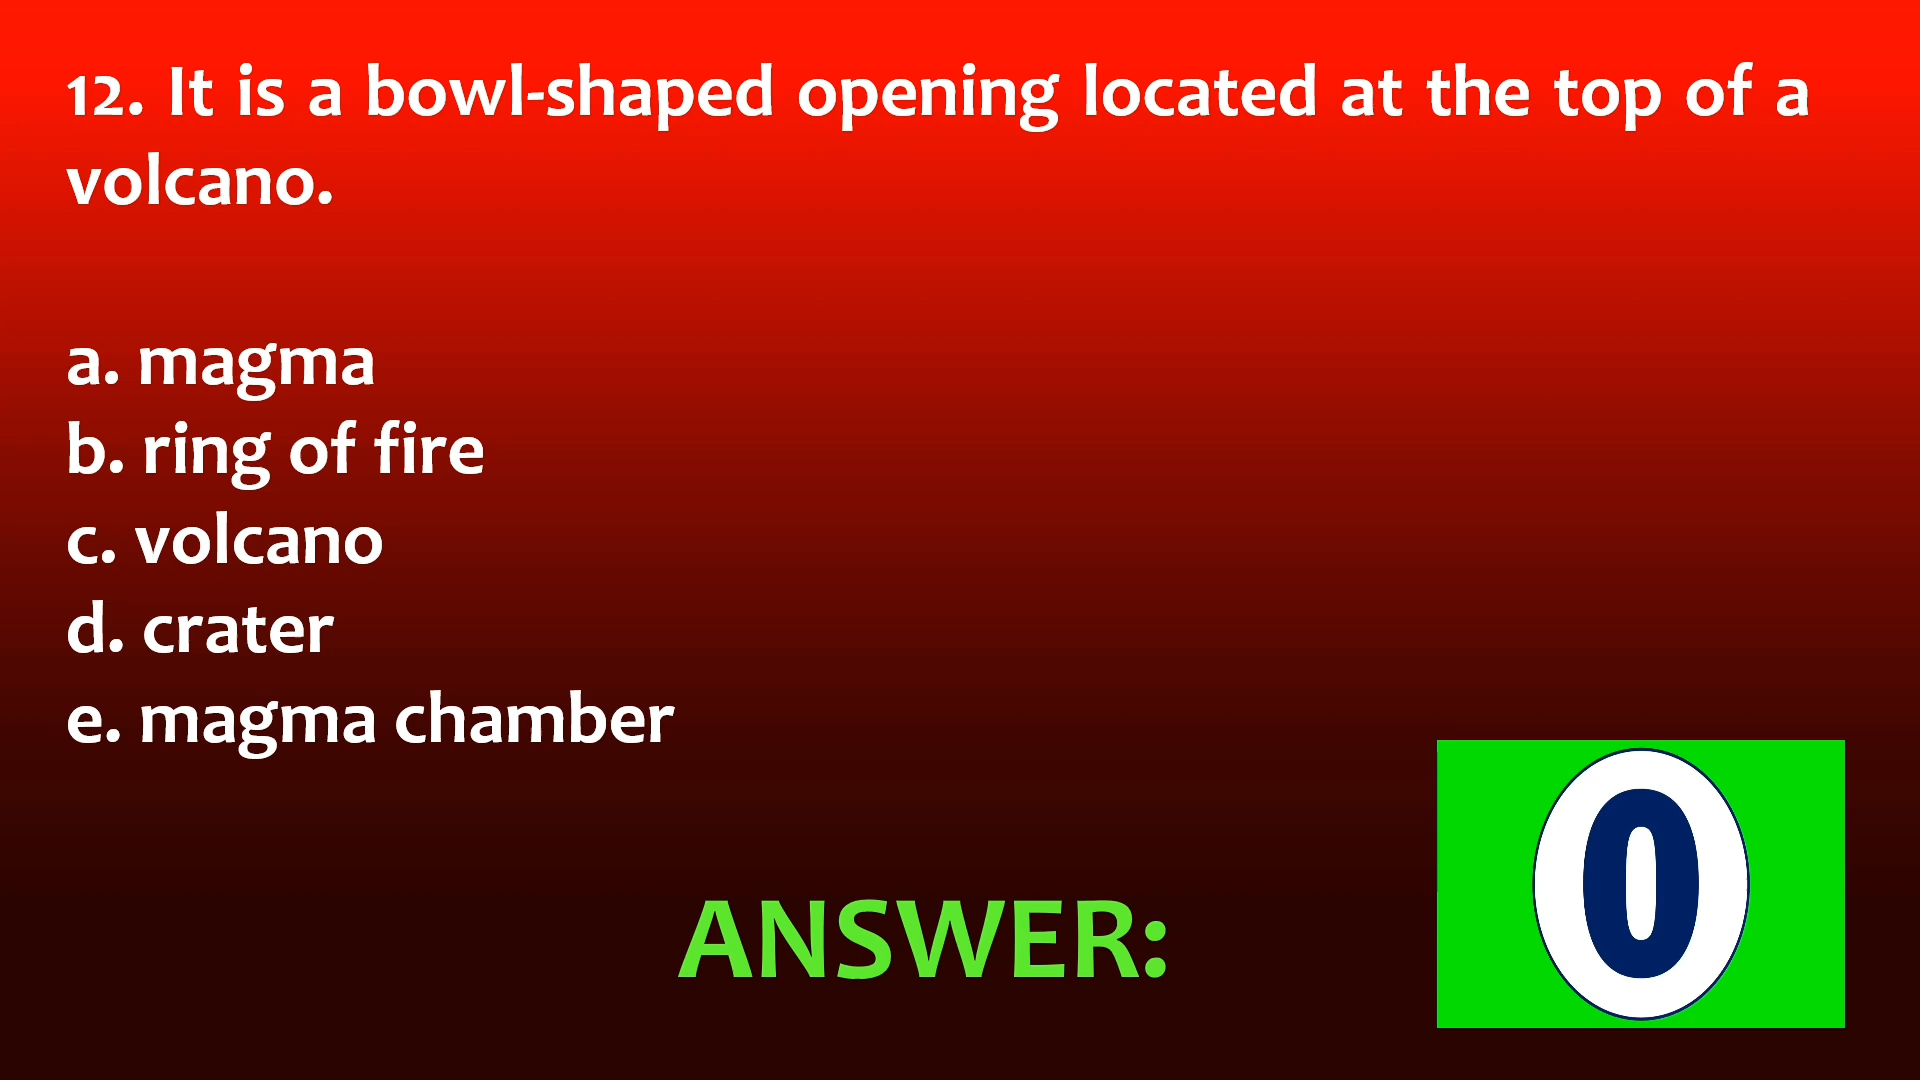 12. It is a bowl-shaped opening located at the top of a
volcano.
a. magma
b. ring of fire
c. volcano
d. crater
e. magma chamber
ANSWER:
0